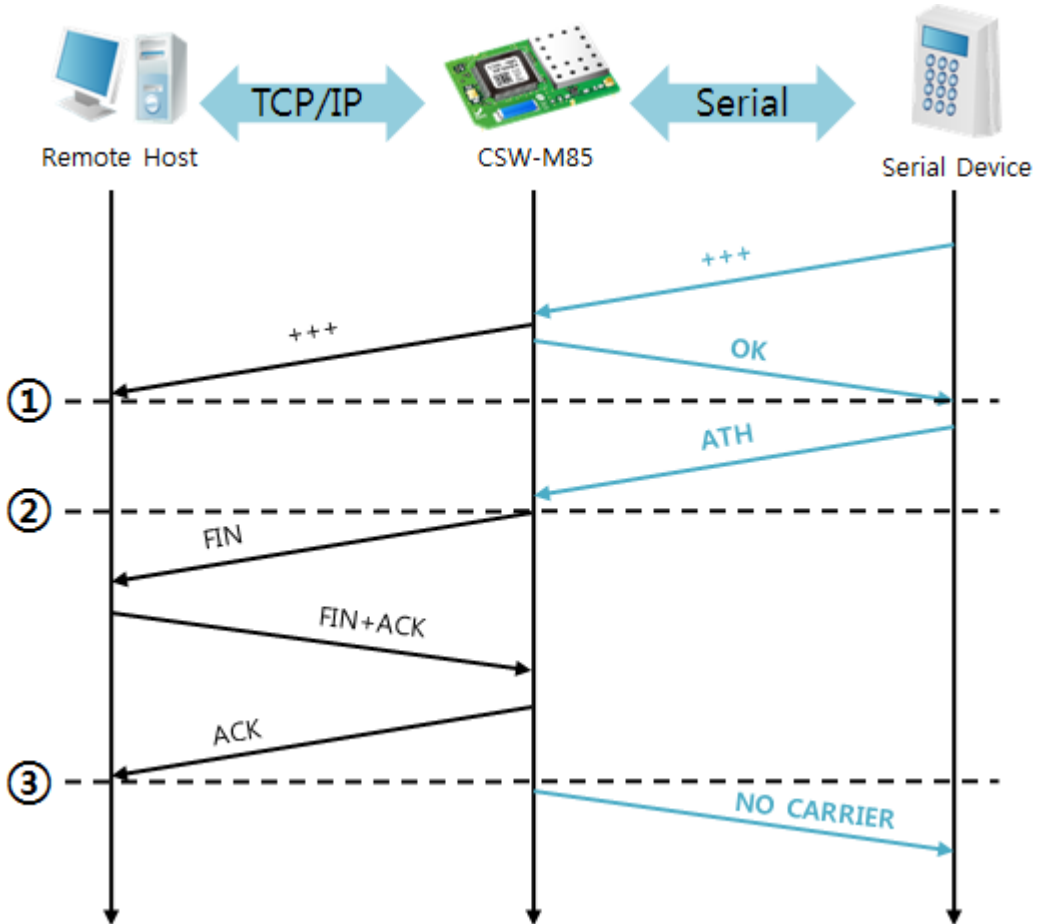 TCP/IP
Serial
Remote Host
CSW-M85
Serial Device
+++
+++
OK
①
ATH
②
FIN
FIN+ACK
ACK
③
NO CARRIER